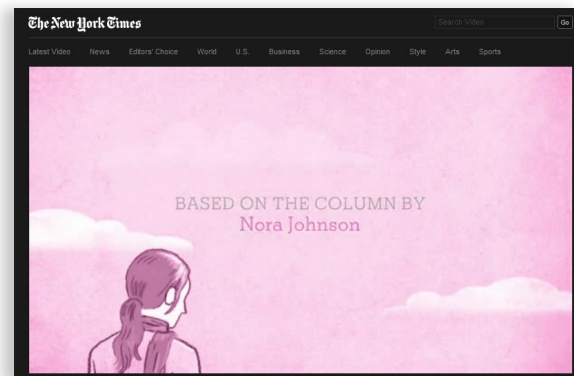 The New York Times
Search Video
Go
Latest Video News Editors' Choice World U.S. Business Science Opinion Style Arts Sports
BASED ON THE COLUMN BY
Nora Johnson